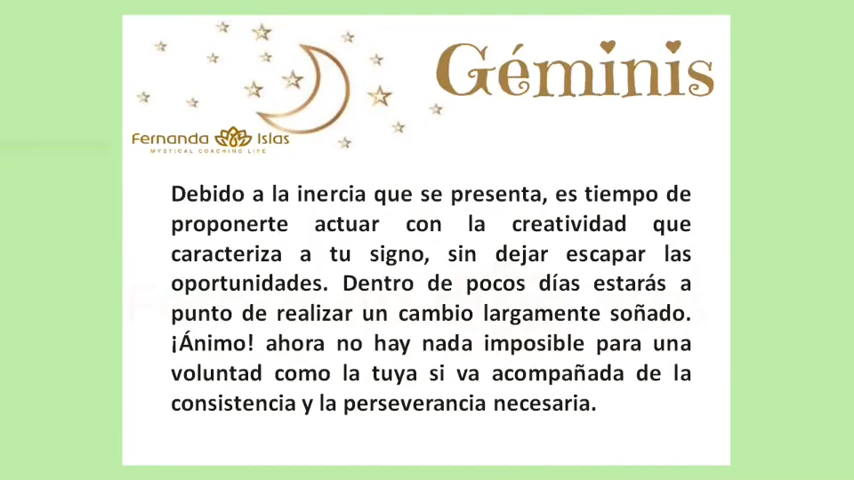 Géminis
Fernanda Islas
MYSTICAL COACHING LIFE
Debido a la inercia que se presenta, es tiempo de
proponerte actuar con la creatividad que
caracteriza a tu signo, sin dejar escapar las
oportunidades. Dentro de pocos días estarás a
punto de realizar un cambio largamente soñado.
¡Ánimo! ahora no hay nada imposible para una
voluntad como la tuya si va acompañada de la
consistencia y la perseverancia necesaria.